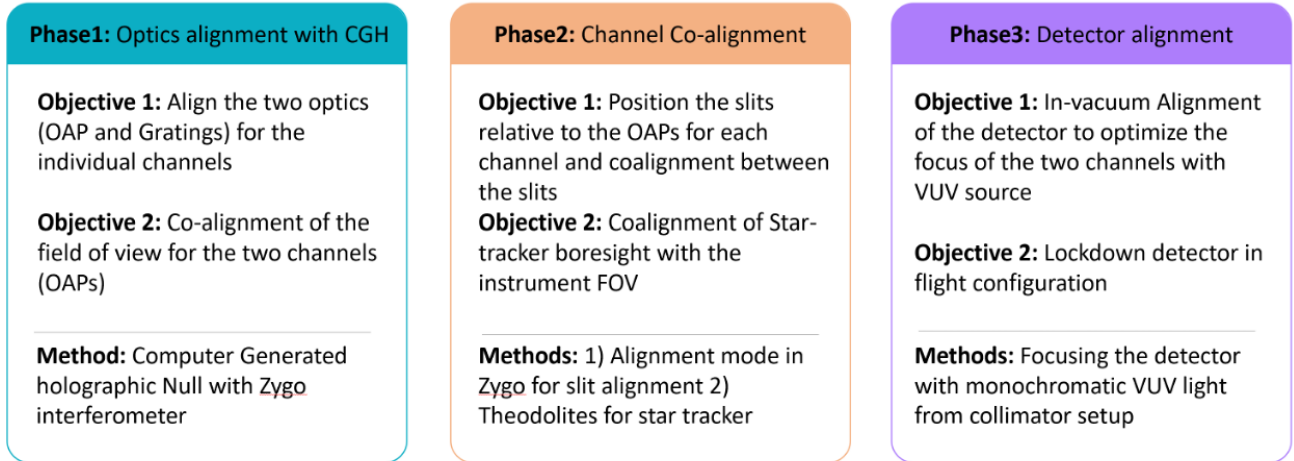 Phase1: Optics alignment with CGH
Objective 1: Align the two optics
(OAP and Gratings) for the
individual channels
Objective 2: Co-alignment of the
field of view for the two channels
(OAPs)
Method: Computer Generated
holographic Null with Zygo
interferometer
Phase2: Channel Co-alignment
Objective 1: Position the slits
relative to the OAPs for each
channel and coalignment between
the slits
Objective 2: Coalignment of Star-
tracker boresight with the
instrument FOV
Methods: 1) Alignment mode in
Zygo for slit alignment 2)
Theodolites for star tracker
Phase3: Detector alignment
Objective 1: In-vacuum Alignment
of the detector to optimize the
focus of the two channels with
VUV source
Objective 2: Lockdown detector in
flight configuration
Methods: Focusing the detector
with monochromatic VUV light
from collimator setup